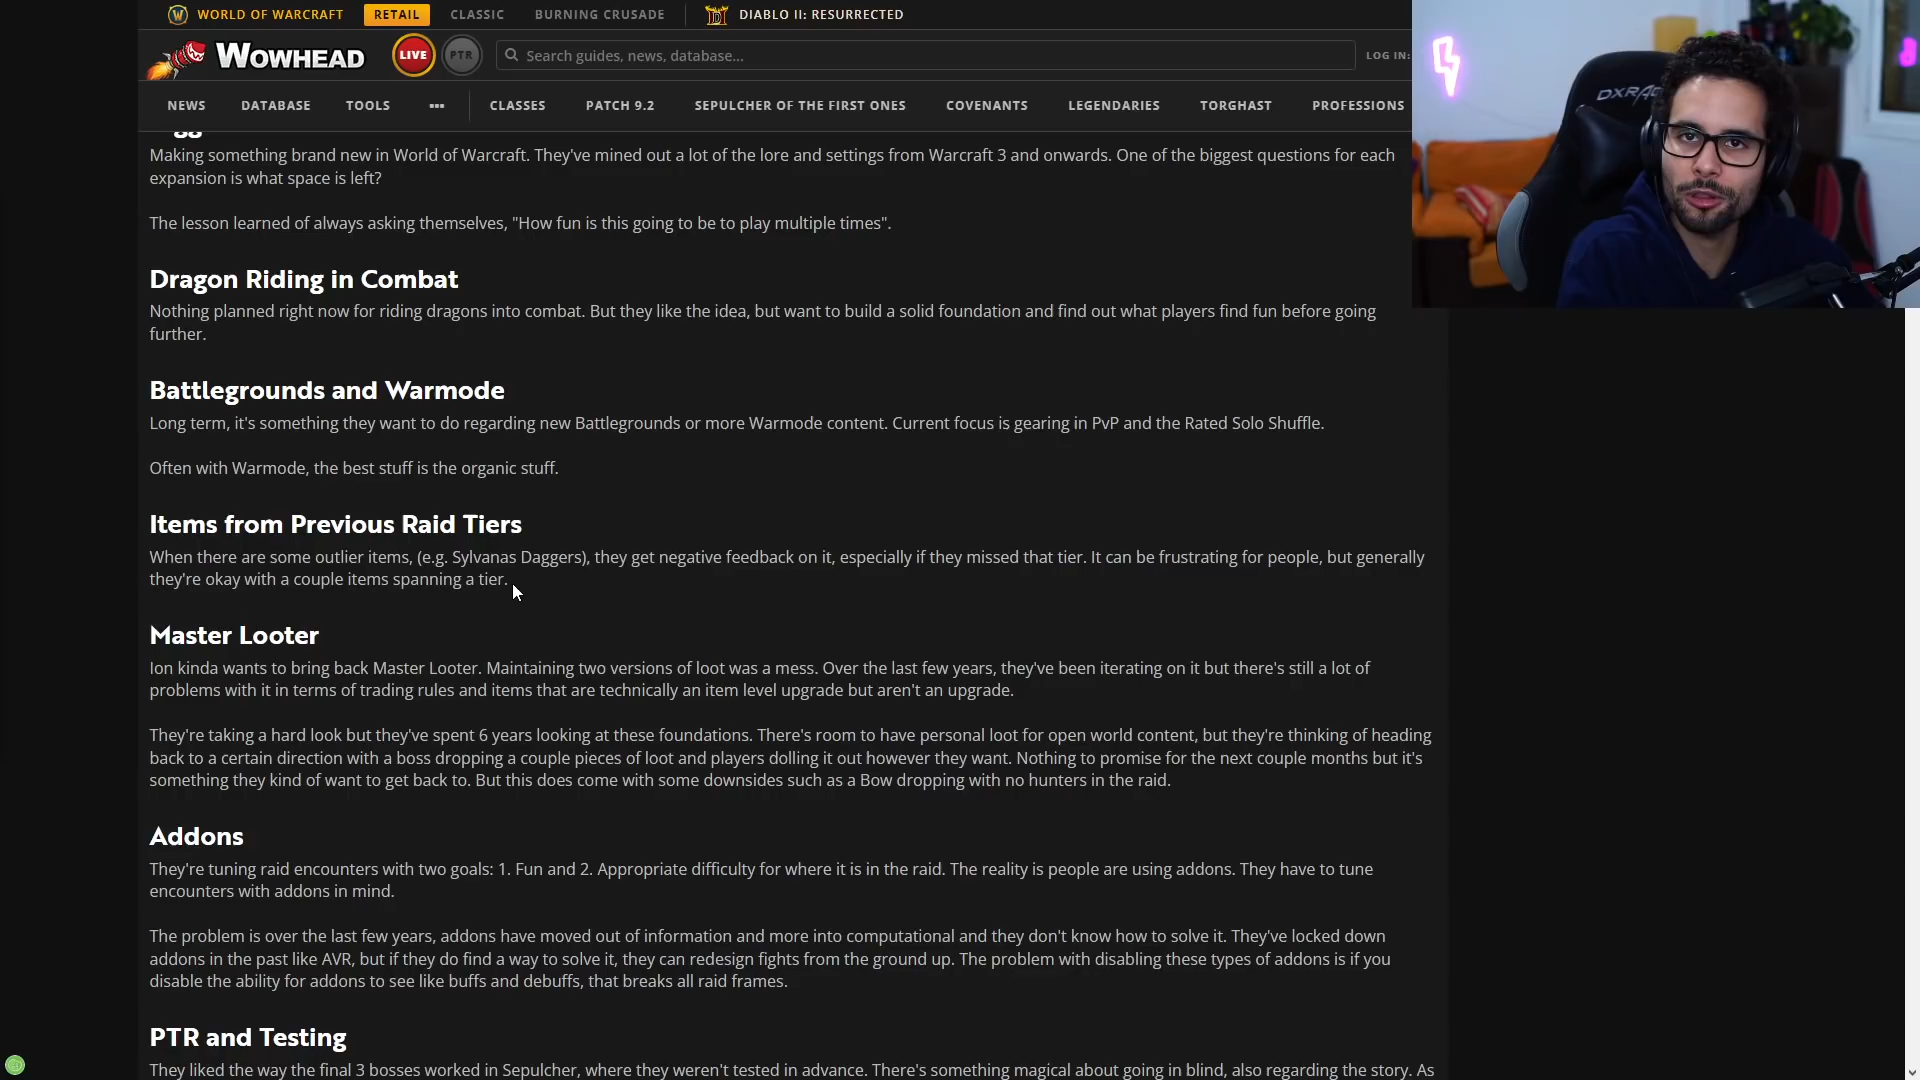 WORLD OF WARCRAFT RETAIL CLASSIC BURNING CRUSADE DIABLO II: RESURRECTED
WOWHEAD LIVE PTR Search guides, news, database... LOG IN:
NEWS DATABASE TOOLS ••• CLASSES PATCH 9.2 SEPULCHER OF THE FIRST ONES COVENANTS LEGENDARIES TORGHAST PROFESSIONS
Making something brand new in World of Warcraft. They've mined out a lot of the lore and settings from Warcraft 3 and onwards. One of the biggest questions for each
expansion is what space is left?
The lesson learned of always asking themselves, "How fun is this going to be to play multiple times".
Dragon Riding in Combat
Nothing planned right now for riding dragons into combat. But they like the idea, but want to build a solid foundation and find out what players find fun before going
further.
Battlegrounds and Warmode
Long term, it's something they want to do regarding new Battlegrounds or more Warmode content. Current focus is gearing in PvP and the Rated Solo Shuffle.
Often with Warmode, the best stuff is the organic stuff.
Items from Previous Raid Tiers
When there are some outlier items, (e.g. Sylvanas Daggers), they get negative feedback on it, especially if they missed that tier. It can be frustrating for people, but generally
they're okay with a couple items spanning a tier.
Master Looter
Ion kinda wants to bring back Master Looter. Maintaining two versions of loot was a mess. Over the last few years, they've been iterating on it but there's still a lot of
problems with it in terms of trading rules and items that are technically an item level upgrade but aren't an upgrade.
They're taking a hard look but they've spent 6 years looking at these foundations. There's room to have personal loot for open world content, but they're thinking of heading
back to a certain direction with a boss dropping a couple pieces of loot and players dolling it out however they want. Nothing to promise for the next couple months but it's
something they kind of want to get back to. But this does come with some downsides such as a Bow dropping with no hunters in the raid.
Addons
They're tuning raid encounters with two goals: 1. Fun and 2. Appropriate difficulty for where it is in the raid. The reality is people are using addons. They have to tune
encounters with addons in mind.
The problem is over the last few years, addons have moved out of information and more into computational and they don't know how to solve it. They've locked down
addons in the past like AVR, but if they do find a way to solve it, they can redesign fights from the ground up. The problem with disabling these types of addons is if you
disable the ability for addons to see like buffs and debuffs, that breaks all raid frames.
PTR and Testing
They liked the way the final 3 bosses worked in Sepulcher, where they weren't tested in advance. There's something magical about going in blind, also regarding the story. As